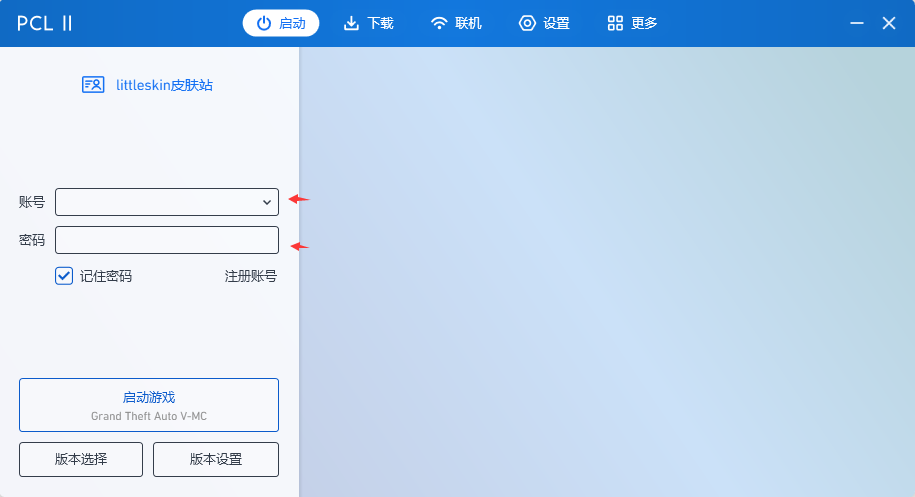 PCL II
启动
下载
联机
设置
更多
littleskin皮肤站
账号
密码
记住密码
注册账号
启动游戏
Grand Theft Auto V-MC
版本选择
版本设置